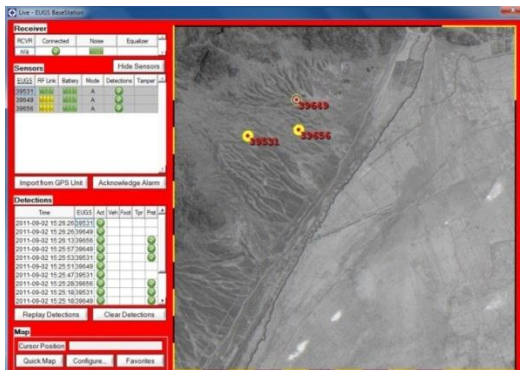 Live - EUGS BaseStation
Receiver
RCVR Connected Noise Equalizer
n/a
Sensors Hide Sensors
EUGS RF Link Battery Mode Detections Tamper
39531 A
39649 A
39656 A
Import from GPS Unit Acknowledge Alarm
Detections
Time EUGS Act Veh Foot Tpr Prst
2011-09-02 15:26:26 39531
2011-09-02 15:26:26 39649
2011-09-02 15:26:13 39656
2011-09-02 15:25:57 39649
2011-09-02 15:25:53 39531
2011-09-02 15:25:51 39649
2011-09-02 15:25:47 39531
2011-09-02 15:25:28 39656
2011-09-02 15:25:18 39531
2011-09-02 15:25:18 39649
Replay Detections Clear Detections
Map
Cursor Position
Quick Map Configure... Favorites
39649
39531
39656